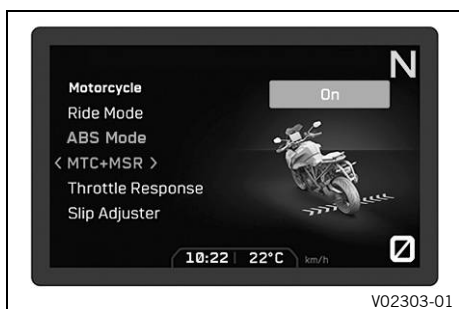 N
Motorcycle
On
Ride Mode
ABS Mode
< MTC+MSR >
Throttle Response
Slip Adjuster
10:22 22°C km/h
0
V02303-01